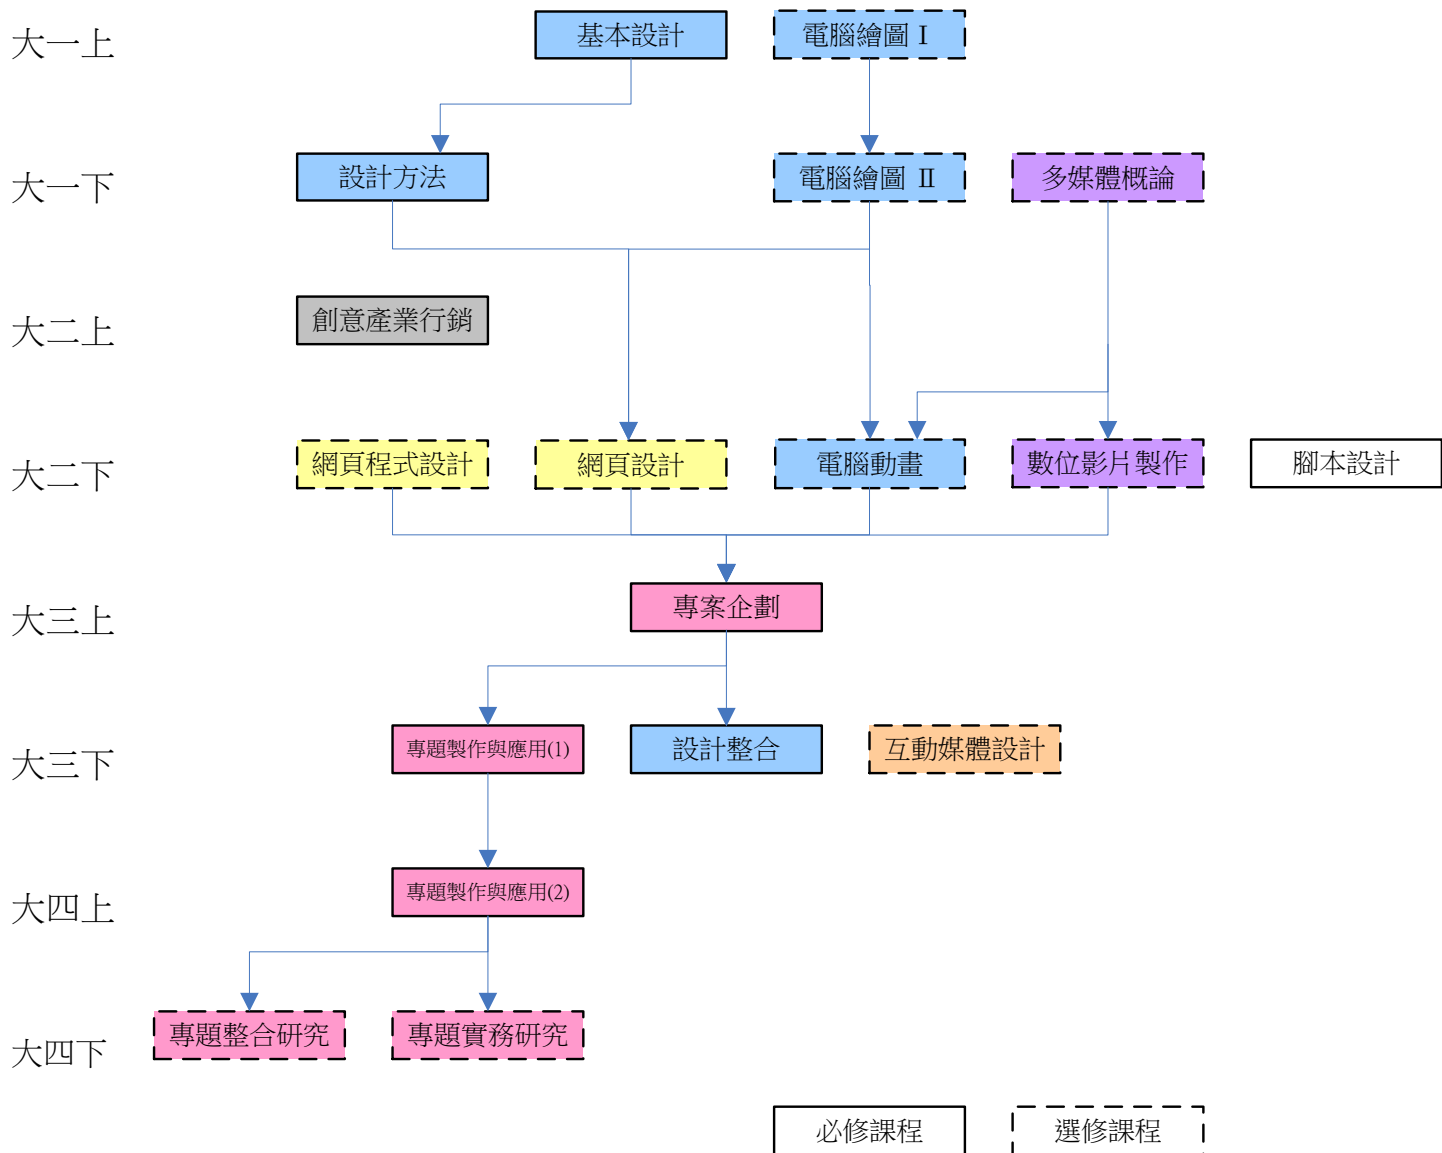 大一上
基本設計
電腦繪圖 I
大一下
設計方法
電腦繪圖 II
多媒體概論
大二上
創意產業行銷
大二下
網頁程式設計
網頁設計
電腦動畫
數位影片製作
腳本設計
大三上
專案企劃
大三下
專題製作與應用(1)
設計整合
互動媒體設計
大四上
專題製作與應用(2)
大四下
專題整合研究
專題實務研究
必修課程
選修課程